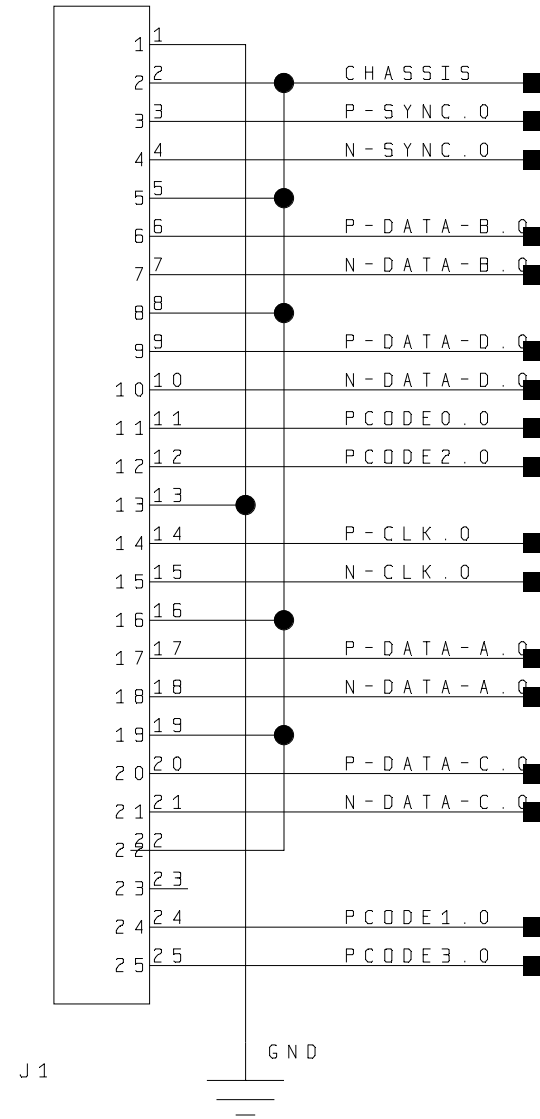 1 1
2 2 CHASSIS
3 3 P-SYNC.0
4 4 N-SYNC.0
5 5
6 6 P-DATA-B.0
7 7 N-DATA-B.0
8 8
9 9 P-DATA-D.0
10 10 N-DATA-D.0
11 11 PCODE0.0
12 12 PCODE2.0
13 13
14 14 P-CLK.0
15 15 N-CLK.0
16 16
17 17 P-DATA-A.0
18 18 N-DATA-A.0
19 19
20 20 P-DATA-C.0
21 21 N-DATA-C.0
22 22
23 23
24 24 PCODE1.0
25 25 PCODE3.0
GND
J1